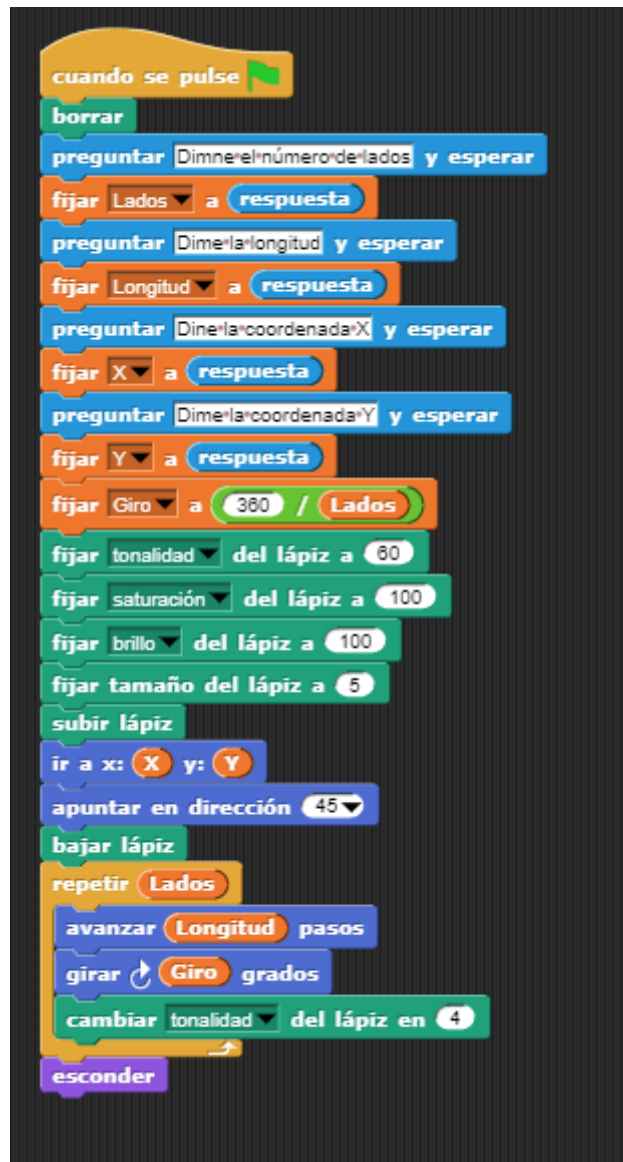 cuando se pulse
borrar
preguntar Dimne el número de lados y esperar
fijar Lados a respuesta
preguntar Dime la longitud y esperar
fijar Longitud a respuesta
preguntar Dine la coordenada X y esperar
fijar X a respuesta
preguntar Dime la coordenada Y y esperar
fijar Y a respuesta
fijar Giro a 360 / Lados
fijar tonalidad del lápiz a 60
fijar saturación del lápiz a 100
fijar brillo del lápiz a 100
fijar tamaño del lápiz a 5
subir lápiz
ir a x: X y: Y
apuntar en dirección 45
bajar lápiz
repetir Lados
avanzar Longitud pasos
girar Giro grados
cambiar tonalidad del lápiz en 4
esconder